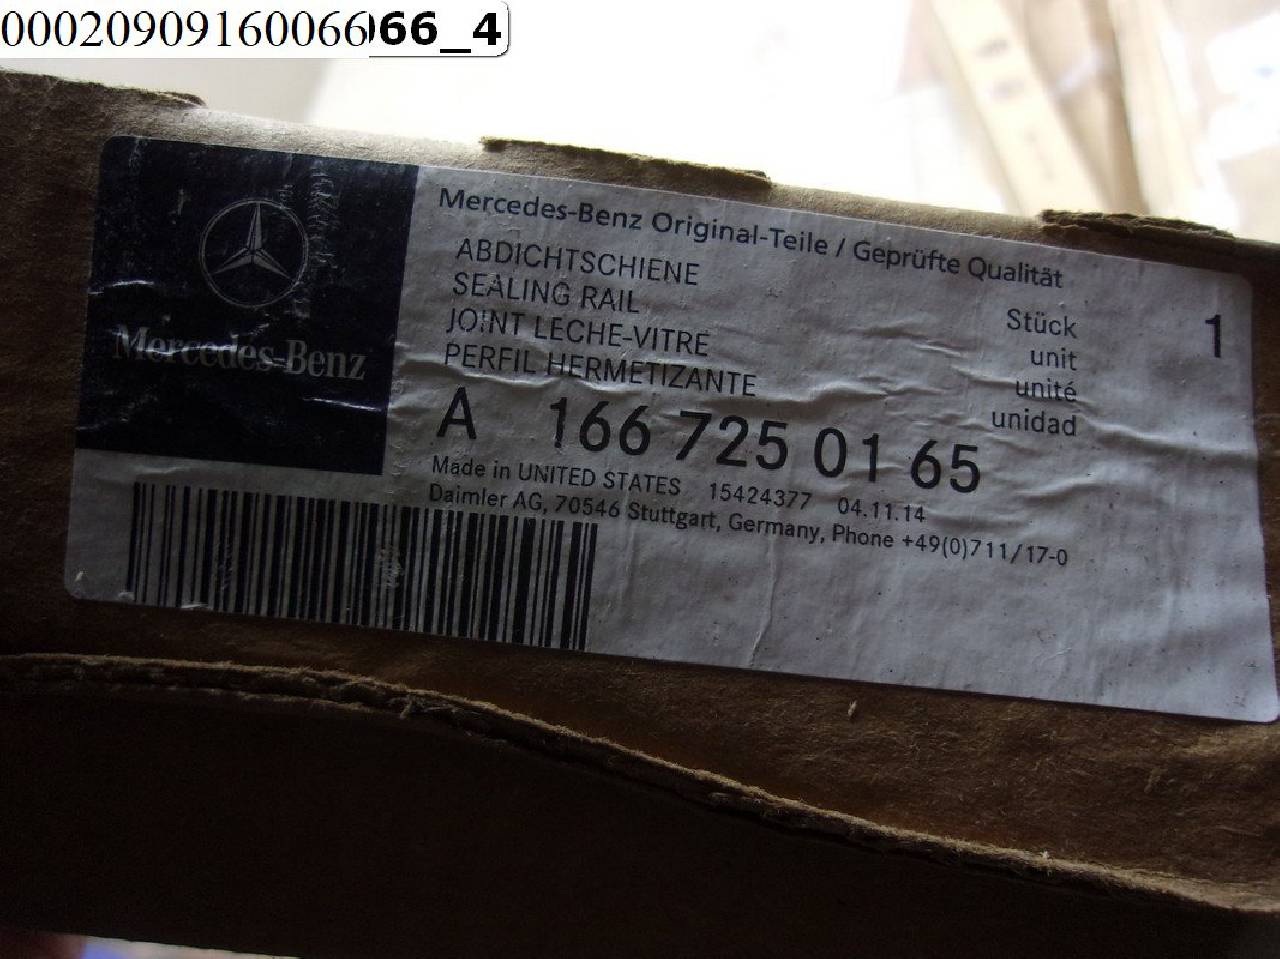 00020909160066066_4
Mercedes-Benz
Mercedes-Benz Original-Teile / Geprüfte Qualität
ABDICHTSCHIENE
SEALING RAIL
JOINT LECHE-VITRE
PERFIL HERMETIZANTE
Stück 1
unit
unité
unidad
A 166 725 01 65
Made in UNITED STATES 15424377 04.11.14
Daimler AG, 70546 Stuttgart, Germany, Phone +49(0)711/17-0